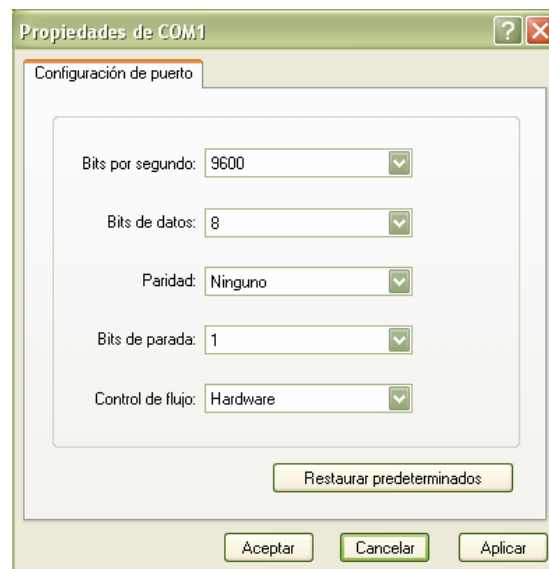 Propiedades de COM1
Configuración de puerto
Bits por segundo: 9600
Bits de datos: 8
Paridad: Ninguno
Bits de parada: 1
Control de flujo: Hardware
Restaurar predeterminados
Aceptar Cancelar Aplicar